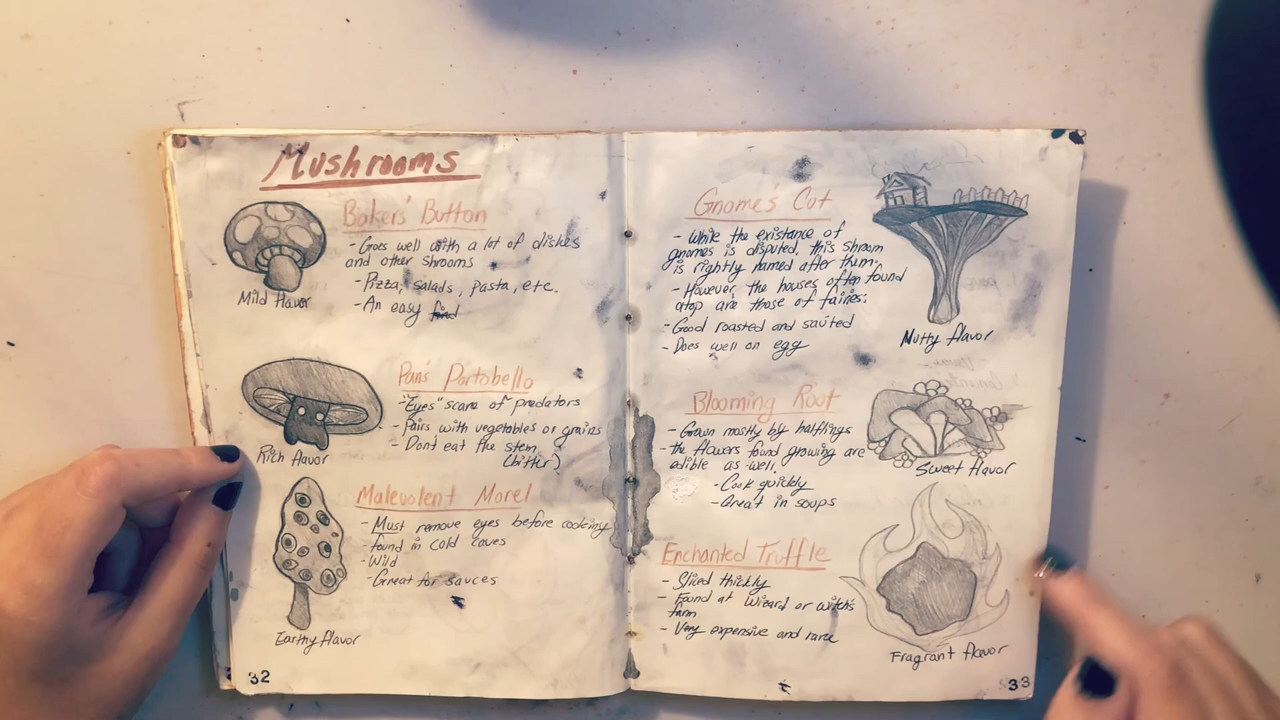 Mushrooms
Bakers' Button
- Goes well with a lot of dishes
and other shrooms
- Pizza, salads, pasta, etc.
- An easy find
Mild flavor
Pan's Portobello
- "Eyes" scare of predators
- Pairs with vegetables or grains
- Don't eat the stem
(bitter)
Rich flavor
Malevolent Morel
- Must remove eyes before cooking
- found in cold caves
- Wild
- Great for sauces
Earthy flavor
32
Gnome's Cot
- While the existance of
gnomes is disputed, this shroom
is rightly named after them.
- However, the houses often found
atop are those of fairies.
- Good roasted and sauted
- Does well on egg
Nutty flavor
Blooming Root
- Grown mostly by halflings
- the flowers found growing are
edible as well.
- Cook quickly
- Great in soups
Sweet flavor
Enchanted Truffle
- Sliced thickly
- Found at Wizard or witch's
farm
- Very expensive and rare
Fragrant flavor
33